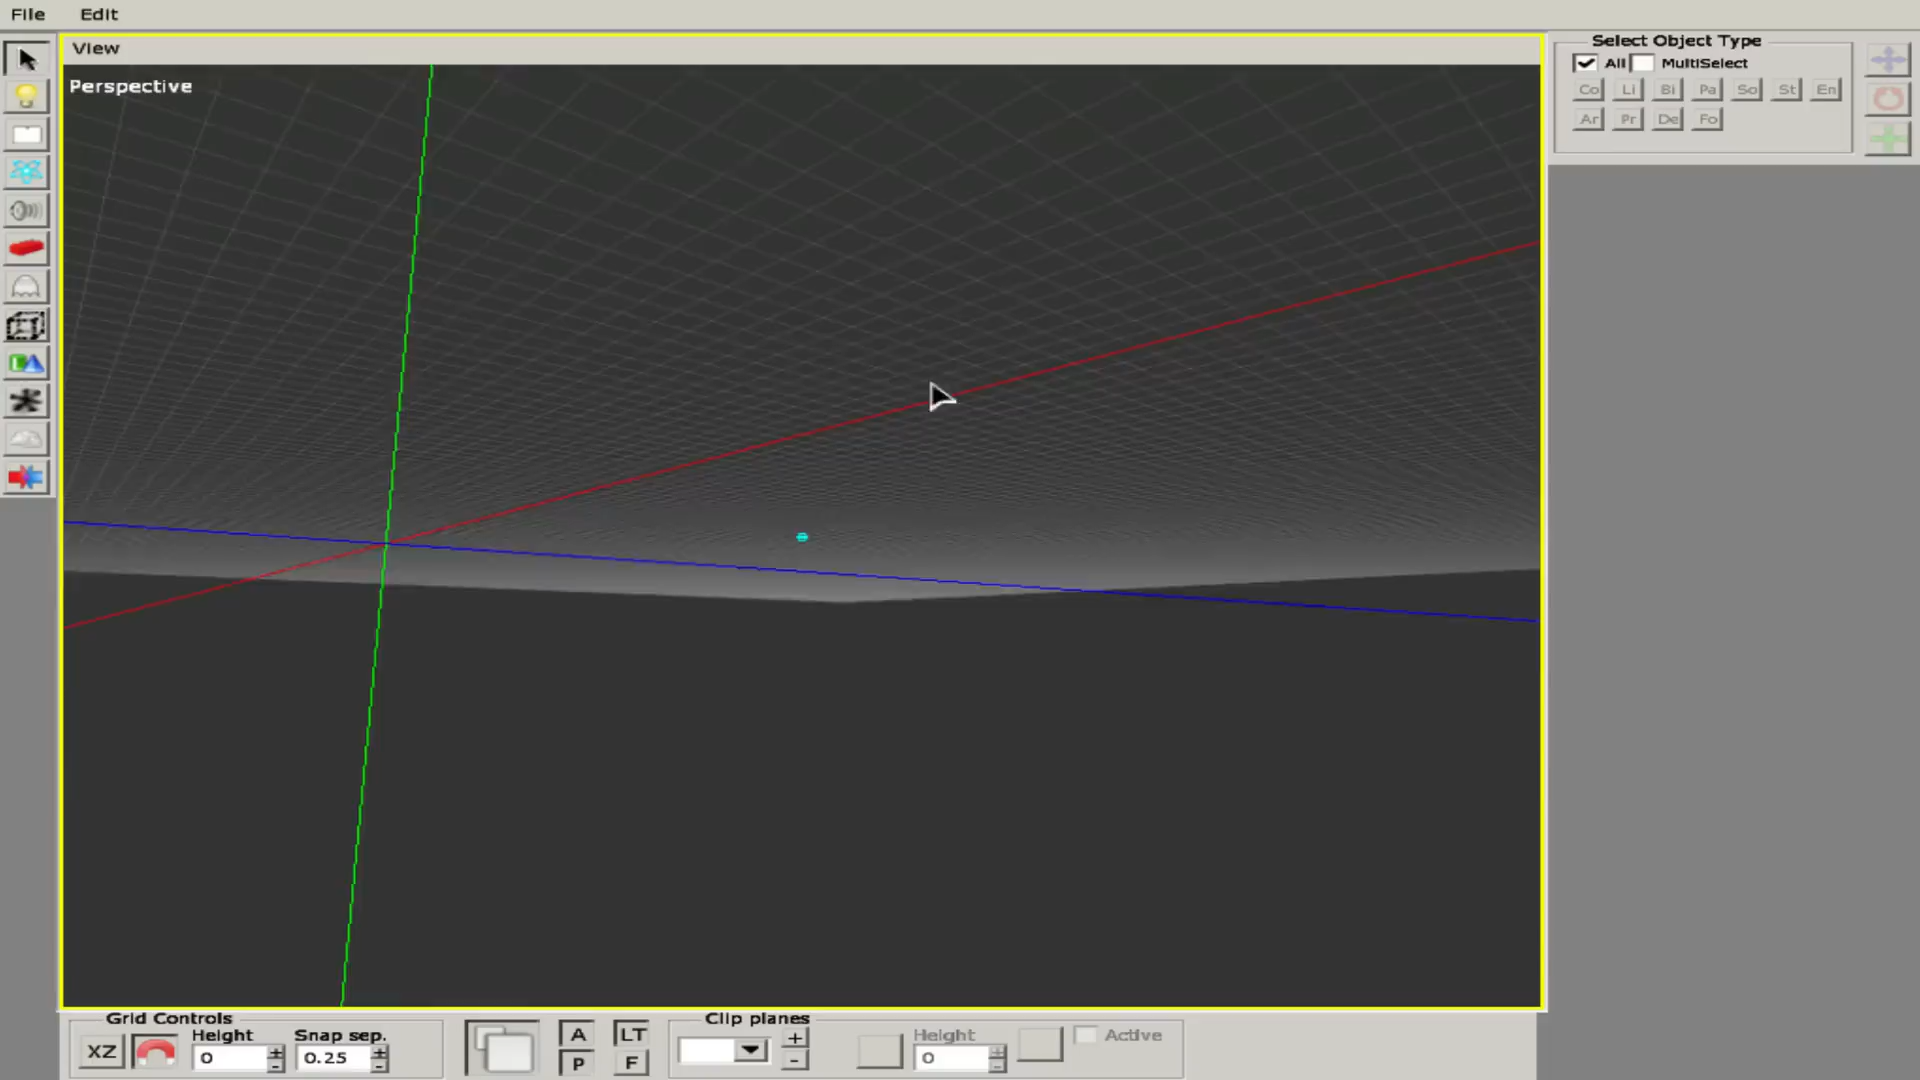 File Edit
View
Perspective
Select Object Type
All MultiSelect
Co Li Bi Pa So St En
Ar Pr De Fo
Grid Controls
Height Snap sep.
XZ 0 0.25
A LT
P F
Clip planes
+
-
Height
0
Active